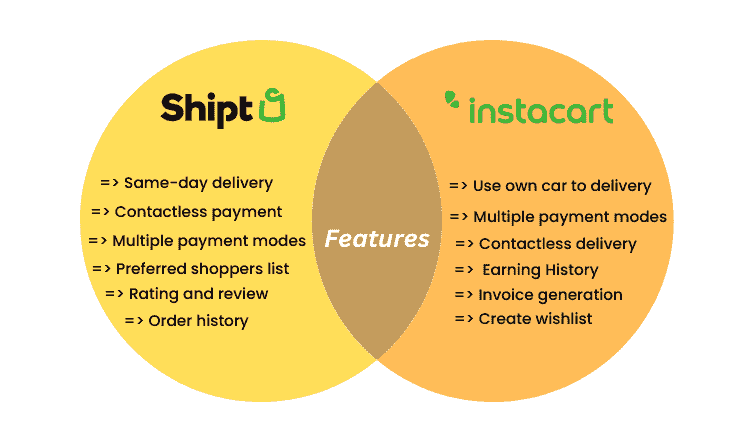 Shipt
=> Same-day delivery
=> Contactless payment
=> Multiple payment modes
=> Preferred shoppers list
=> Rating and review
=> Order history
Features
instacart
=> Use own car to delivery
=> Multiple payment modes
=> Contactless delivery
=> Earning History
=> Invoice generation
=> Create wishlist